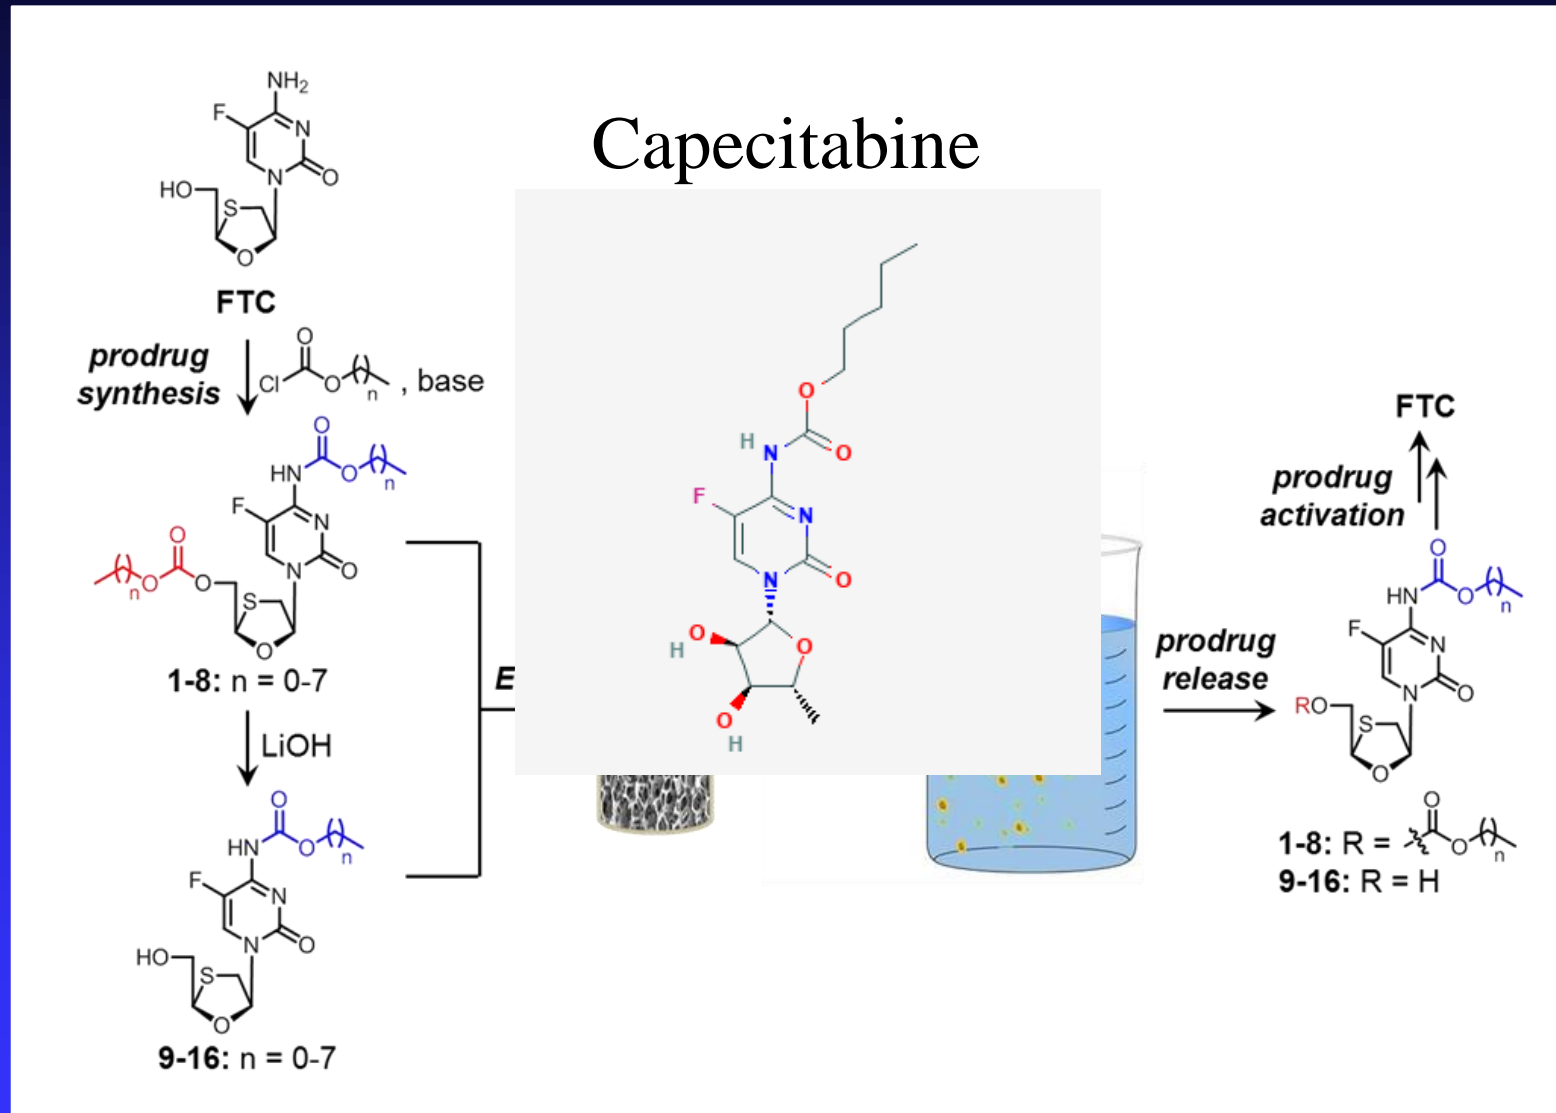 Capecitabine
NH2
F
N
N
O
HO
S
O
FTC
prodrug
synthesis
O
Cl
O
( )
n
, base
O
HN
O
( )
n
F
N
O
N
O
( )
n
O
O
S
O
1-8: n = 0-7
LiOH
O
HN
O
( )
n
F
N
N
O
HO
S
O
9-16: n = 0-7
E
O
H
N
O
F
N
N
O
O
H
O
O
H
prodrug
release
FTC
prodrug
activation
O
HN
O
( )
n
F
N
N
O
RO
S
O
1-8: R =
O
O
( )
n
9-16: R = H